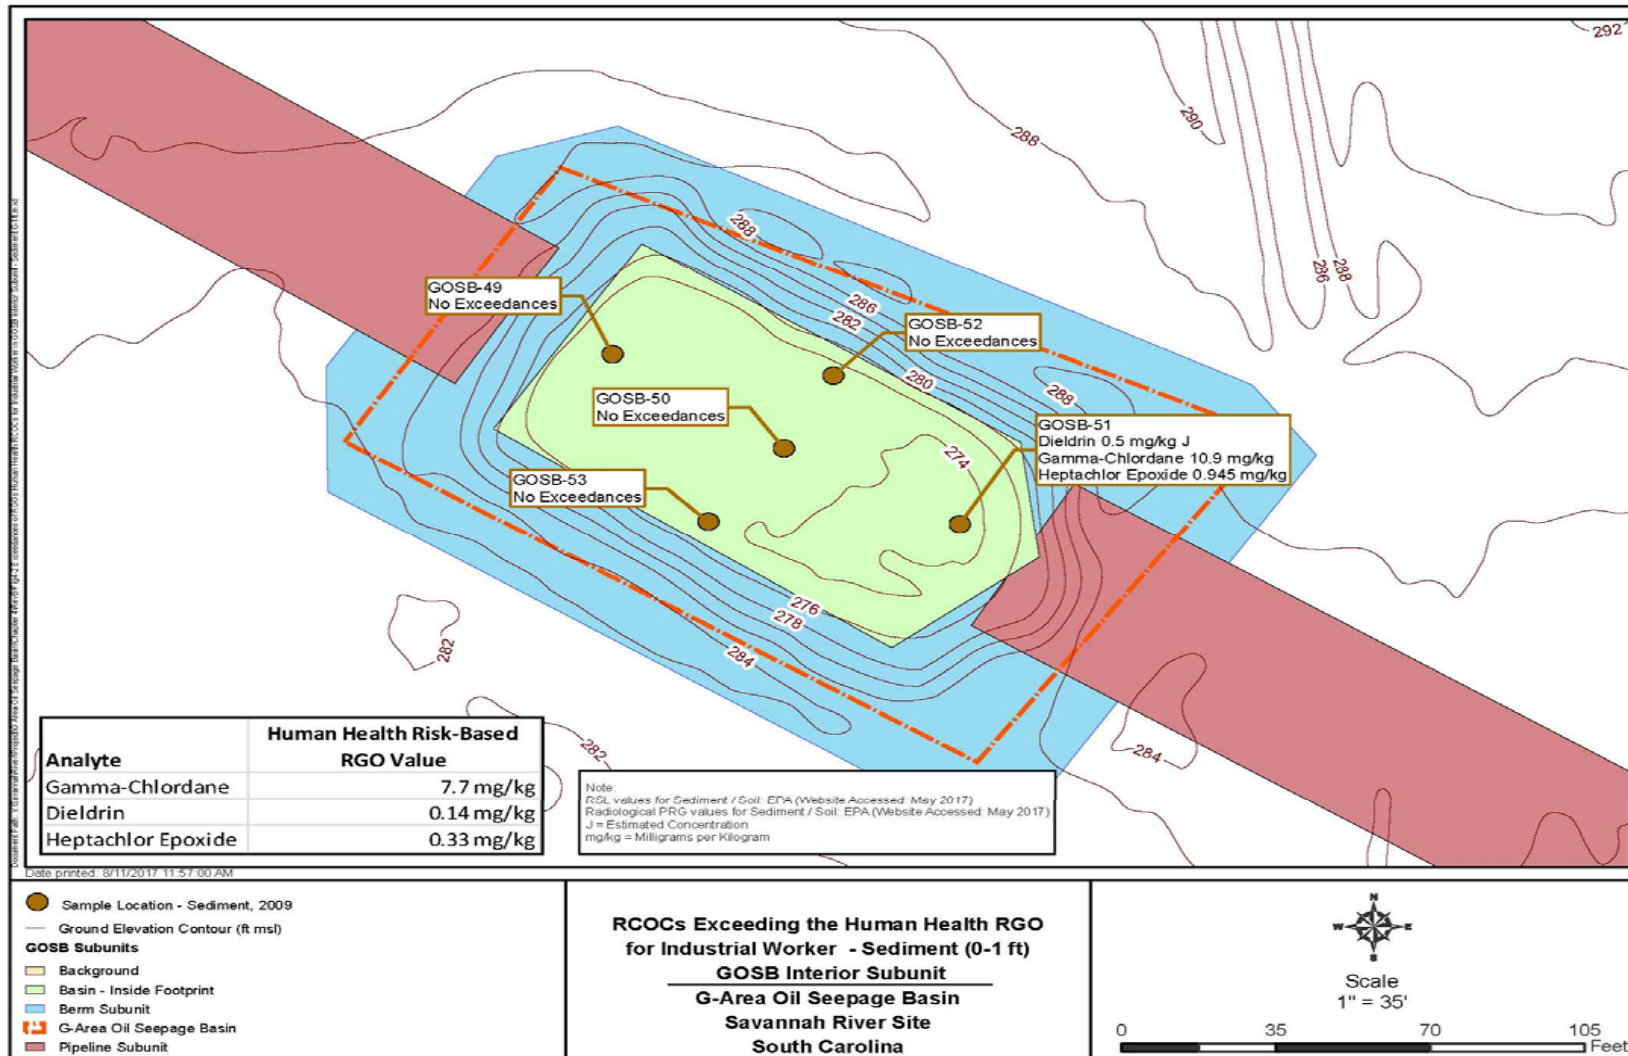 292
290
288
286
288
288
GOSB-49
No Exceedances
286
282
GOSB-52
No Exceedances
280
288
GOSB-50
No Exceedances
GOSB-51
Dieldrin 0.5 mg/kg J
Gamma-Chlordane 10.9 mg/kg
Heptachlor Epoxide 0.945 mg/kg
274
GOSB-53
No Exceedances
276
278
284
282
282
284
Analyte Human Health Risk-Based RGO Value
Gamma-Chlordane 7.7 mg/kg
Dieldrin 0.14 mg/kg
Heptachlor Epoxide 0.33 mg/kg
Note:
RSL values for Sediment / Soil: EPA (Website Accessed: May 2017)
Radiological PRG values for Sediment / Soil: EPA (Website Accessed: May 2017)
J = Estimated Concentration
mg/kg = Milligrams per Kilogram
Date printed: 8/11/2017 11:57:00 AM
Sample Location - Sediment, 2009
Ground Elevation Contour (ft msl)
GOSB Subunits
Background
Basin - Inside Footprint
Berm Subunit
G-Area Oil Seepage Basin
Pipeline Subunit
RCOCs Exceeding the Human Health RGO
for Industrial Worker - Sediment (0-1 ft)
GOSB Interior Subunit
G-Area Oil Seepage Basin
Savannah River Site
South Carolina
N
W E
S
Scale
1" = 35'
0 35 70 105
Feet